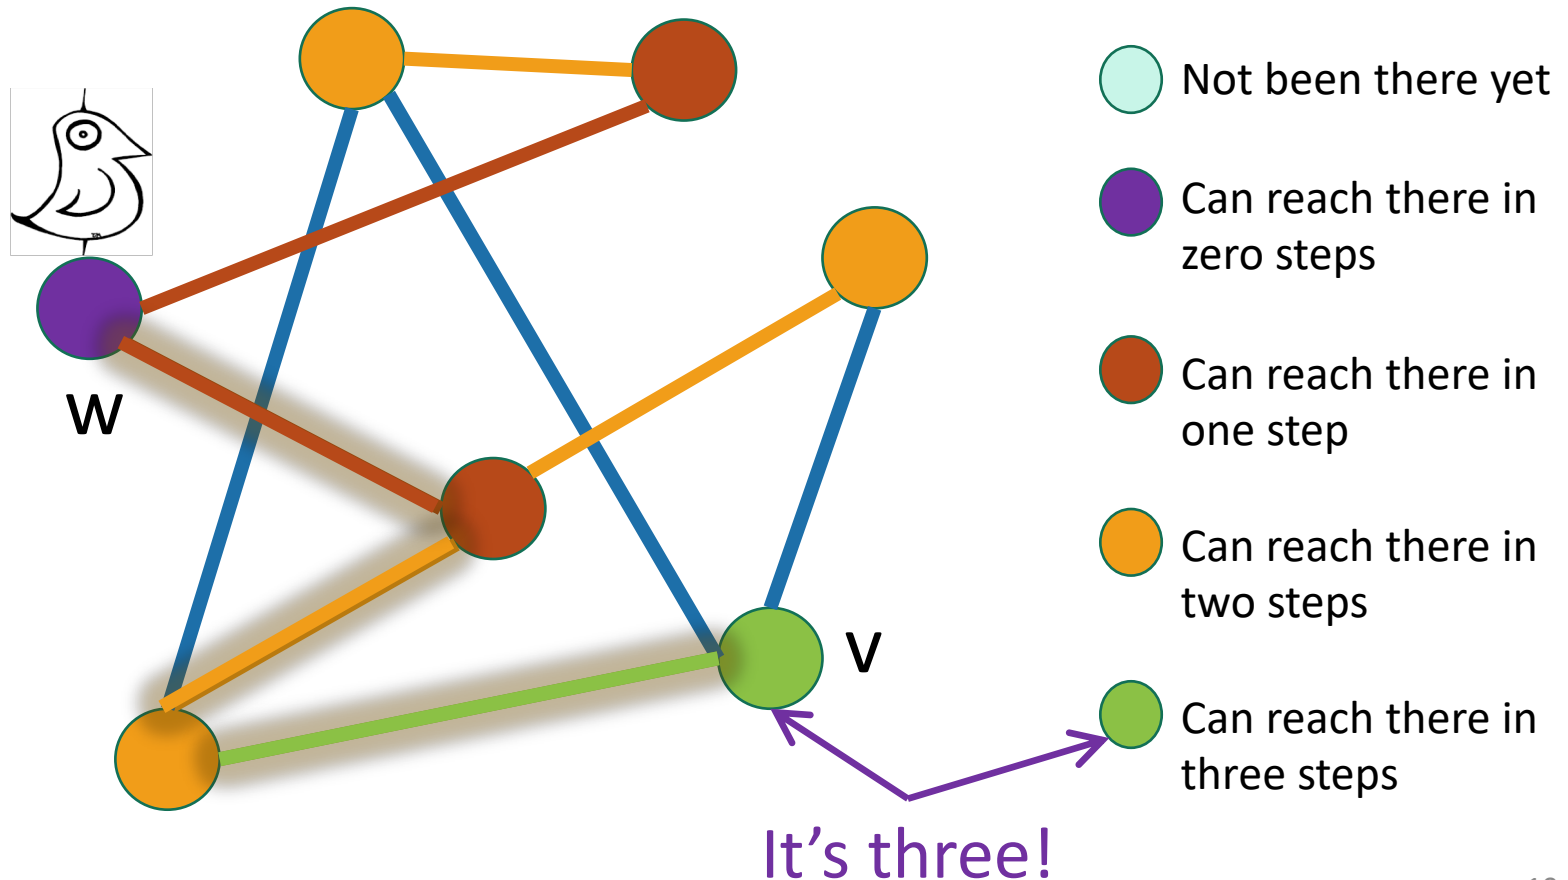 Not been there yet
Can reach there in
zero steps
w
Can reach there in
one step
Can reach there in
two steps
v
Can reach there in
three steps
It's three!